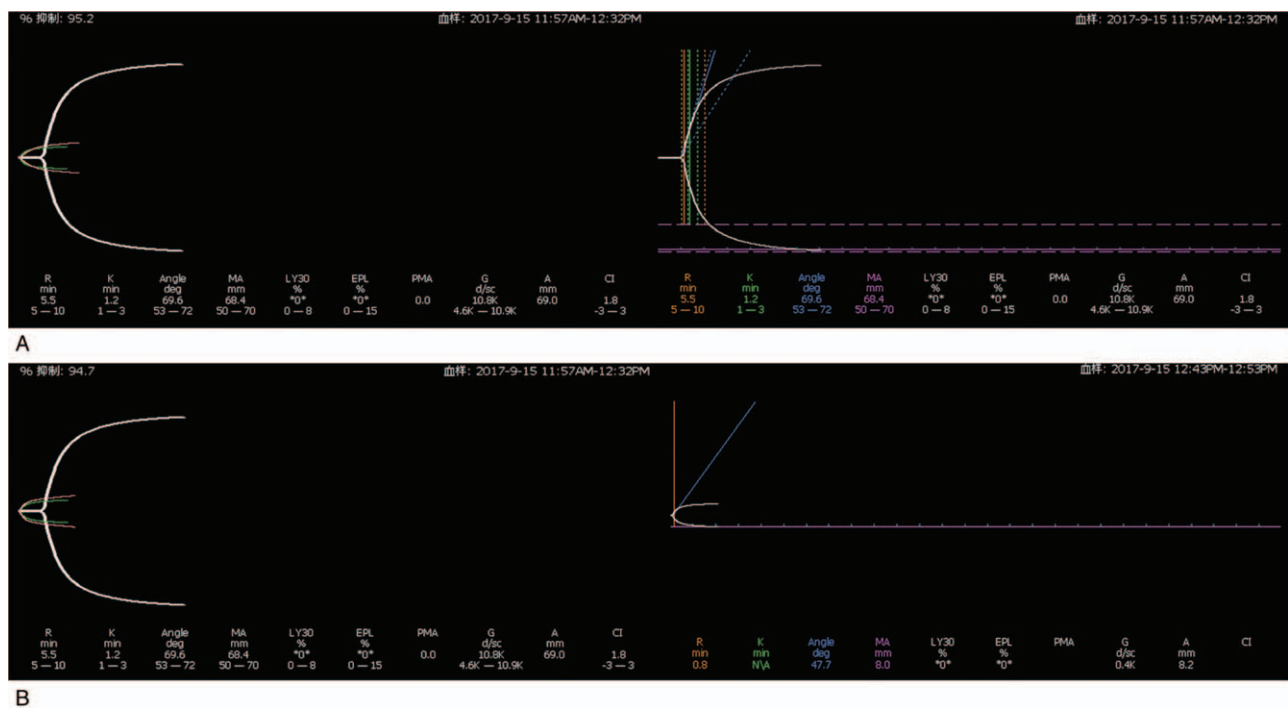 % 抑制: 95.2 血样: 2017-9-15 11:57AM-12:32PM 血样: 2017-9-15 11:57AM-12:32PM
R K Angle MA LY30 EPL PMA G A CI R K Angle MA LY30 EPL PMA G A CI
min min deg mm % % d/sc mm min min deg mm % % d/sc mm
5.5 1.2 69.6 68.4 *0* *0* 0.0 10.8K 69.0 1.8 5.5 1.2 69.6 68.4 *0* *0* 0.0 10.8K 69.0 1.8
5 — 10 1 — 3 53 — 72 50 — 70 0 — 8 0 — 15 4.6K — 10.9K -3 — 3 5 — 10 1 — 3 53 — 72 50 — 70 0 — 8 0 — 15 4.6K — 10.9K -3 — 3
A
% 抑制: 94.7 血样: 2017-9-15 11:57AM-12:32PM 血样: 2017-9-15 12:43PM-12:53PM
R K Angle MA LY30 EPL PMA G A CI R K Angle MA LY30 EPL PMA G A CI
min min deg mm % % d/sc mm min min deg mm % % d/sc mm
5.5 1.2 69.6 68.4 *0* *0* 0.0 10.8K 69.0 1.8 0.8 N\A 47.7 8.0 *0* *0* 0.4K 8.2
5 — 10 1 — 3 53 — 72 50 — 70 0 — 8 0 — 15 4.6K — 10.9K -3 — 3
B